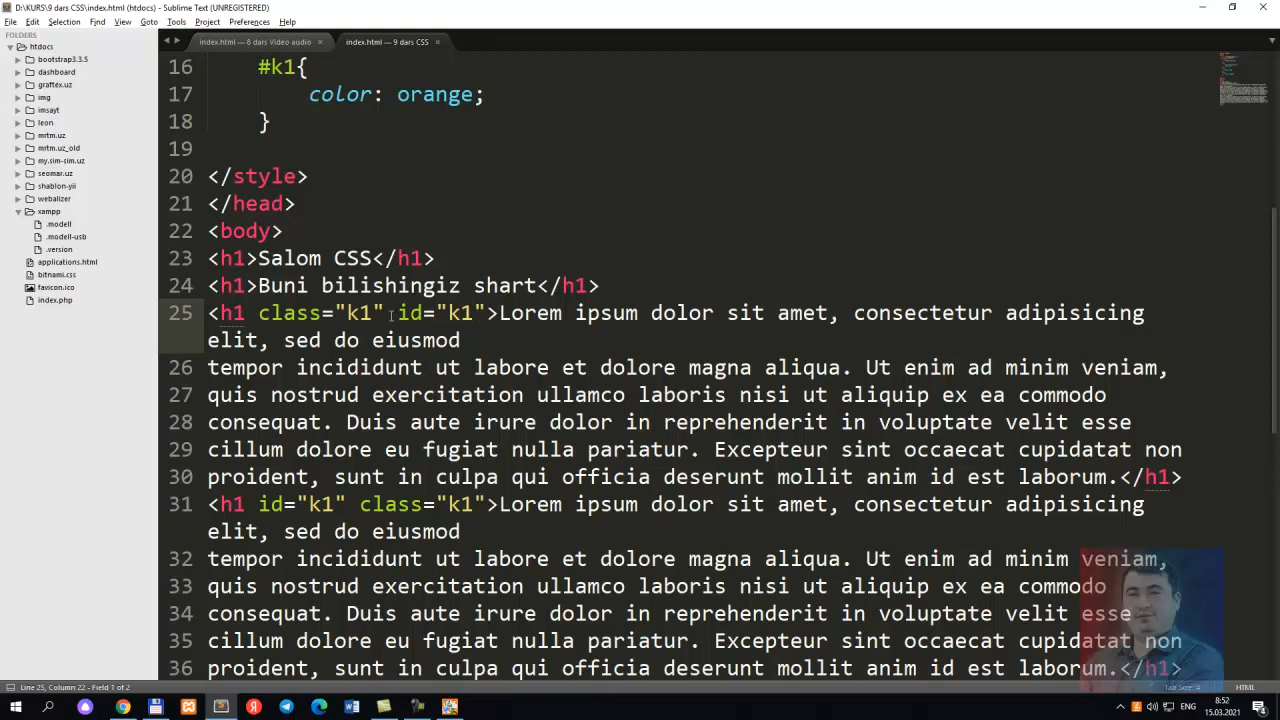 D:\KURS\9 dars CSS\index.html (htdocs) - Sublime Text (UNREGISTERED)
File Edit Selection Find View Goto Tools Project Preferences Help
FOLDERS
htdocs
bootstrap3.3.5
dashboard
graftex.uz
img
imsayt
leon
mrtm.uz
mrtm.uz_old
my.sim-sim.uz
seomar.uz
shablon-yii
webalizer
xampp
.modell
.modell-usb
.version
applications.html
bitnami.css
favicon.ico
index.php
index.html — 8 dars Video audio
index.html — 9 dars CSS
16 #k1{
17 color: orange;
18 }
19
20 </style>
21 </head>
22 <body>
23 <h1>Salom CSS</h1>
24 <h1>Buni bilishingiz shart</h1>
25 <h1 class="k1" id="k1">Lorem ipsum dolor sit amet, consectetur adipisicing
elit, sed do eiusmod
26 tempor incididunt ut labore et dolore magna aliqua. Ut enim ad minim veniam,
27 quis nostrud exercitation ullamco laboris nisi ut aliquip ex ea commodo
28 consequat. Duis aute irure dolor in reprehenderit in voluptate velit esse
29 cillum dolore eu fugiat nulla pariatur. Excepteur sint occaecat cupidatat non
30 proident, sunt in culpa qui officia deserunt mollit anim id est laborum.</h1>
31 <h1 id="k1" class="k1">Lorem ipsum dolor sit amet, consectetur adipisicing
elit, sed do eiusmod
32 tempor incididunt ut labore et dolore magna aliqua. Ut enim ad minim veniam,
33 quis nostrud exercitation ullamco laboris nisi ut aliquip ex ea commodo
34 consequat. Duis aute irure dolor in reprehenderit in voluptate velit esse
35 cillum dolore eu fugiat nulla pariatur. Excepteur sint occaecat cupidatat non
36 proident, sunt in culpa qui officia deserunt mollit anim id est laborum.</h1>
Line 25, Column 22 - Field 1 of 2
Tab Size: 4
HTML
ENG
8:52
15.03.2021